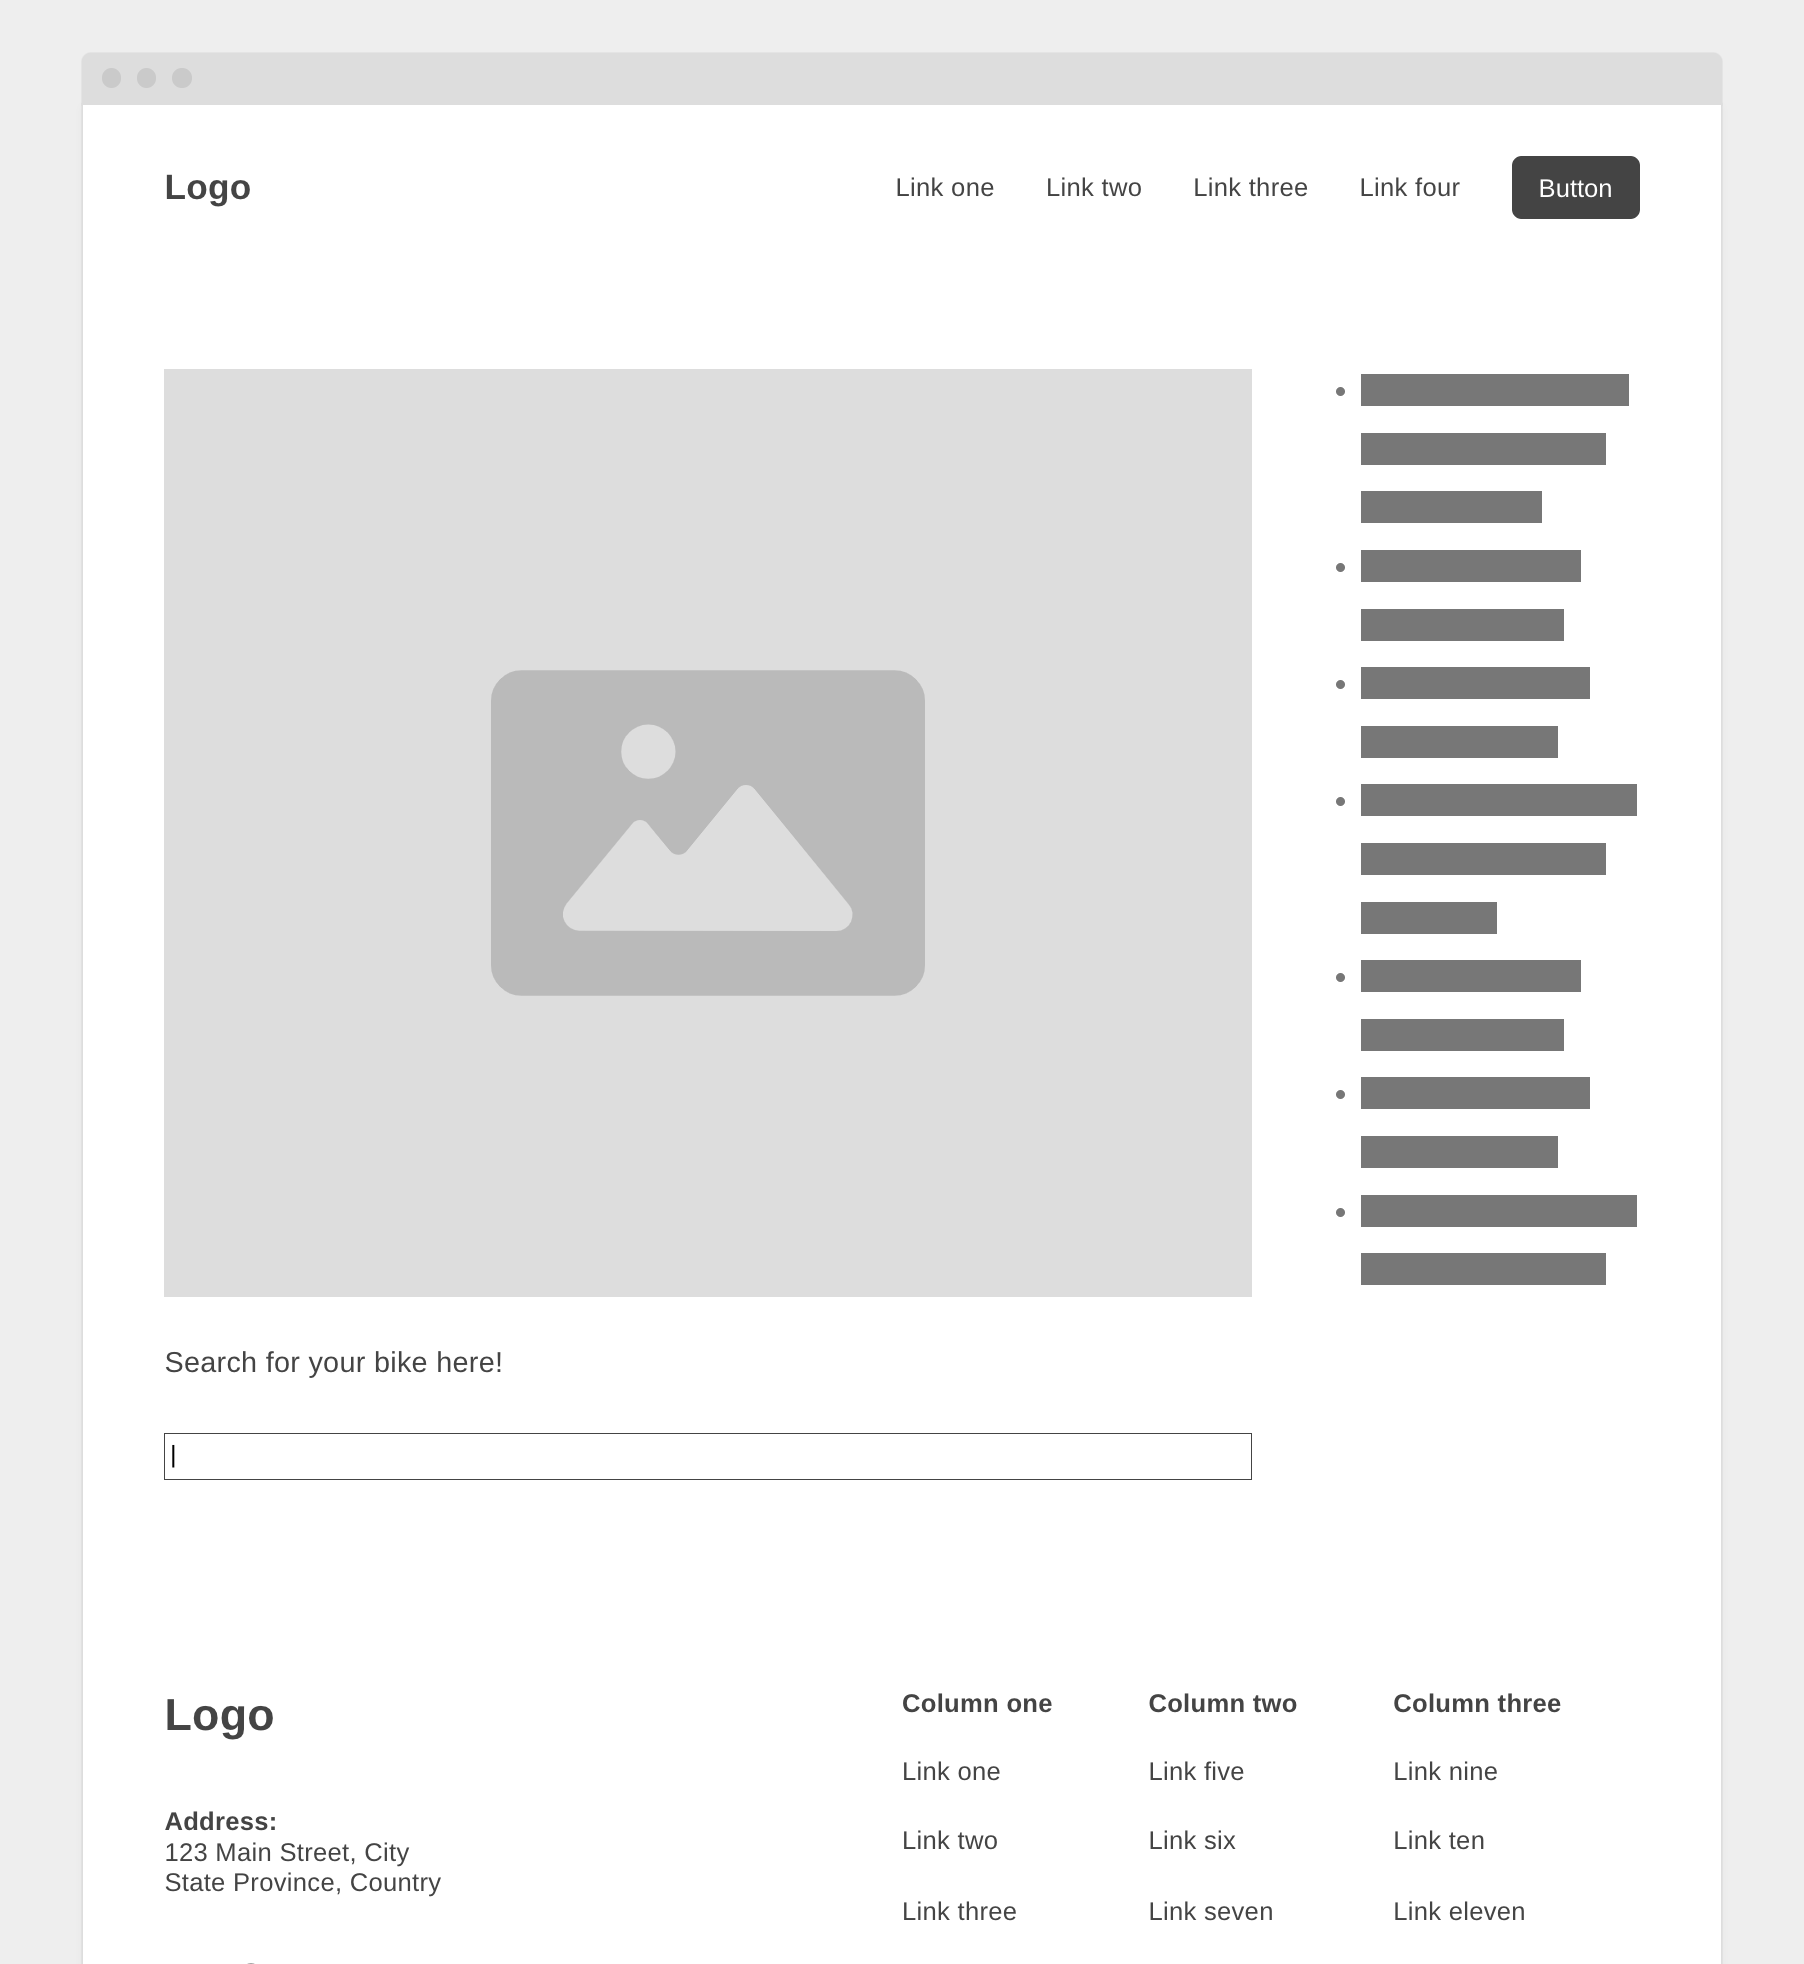 Logo
Link one
Link two
Link three
Link four
Button
Search for your bike here!
Logo
Address:
123 Main Street, City
State Province, Country
Column one
Link one
Link two
Link three
Column two
Link five
Link six
Link seven
Column three
Link nine
Link ten
Link eleven